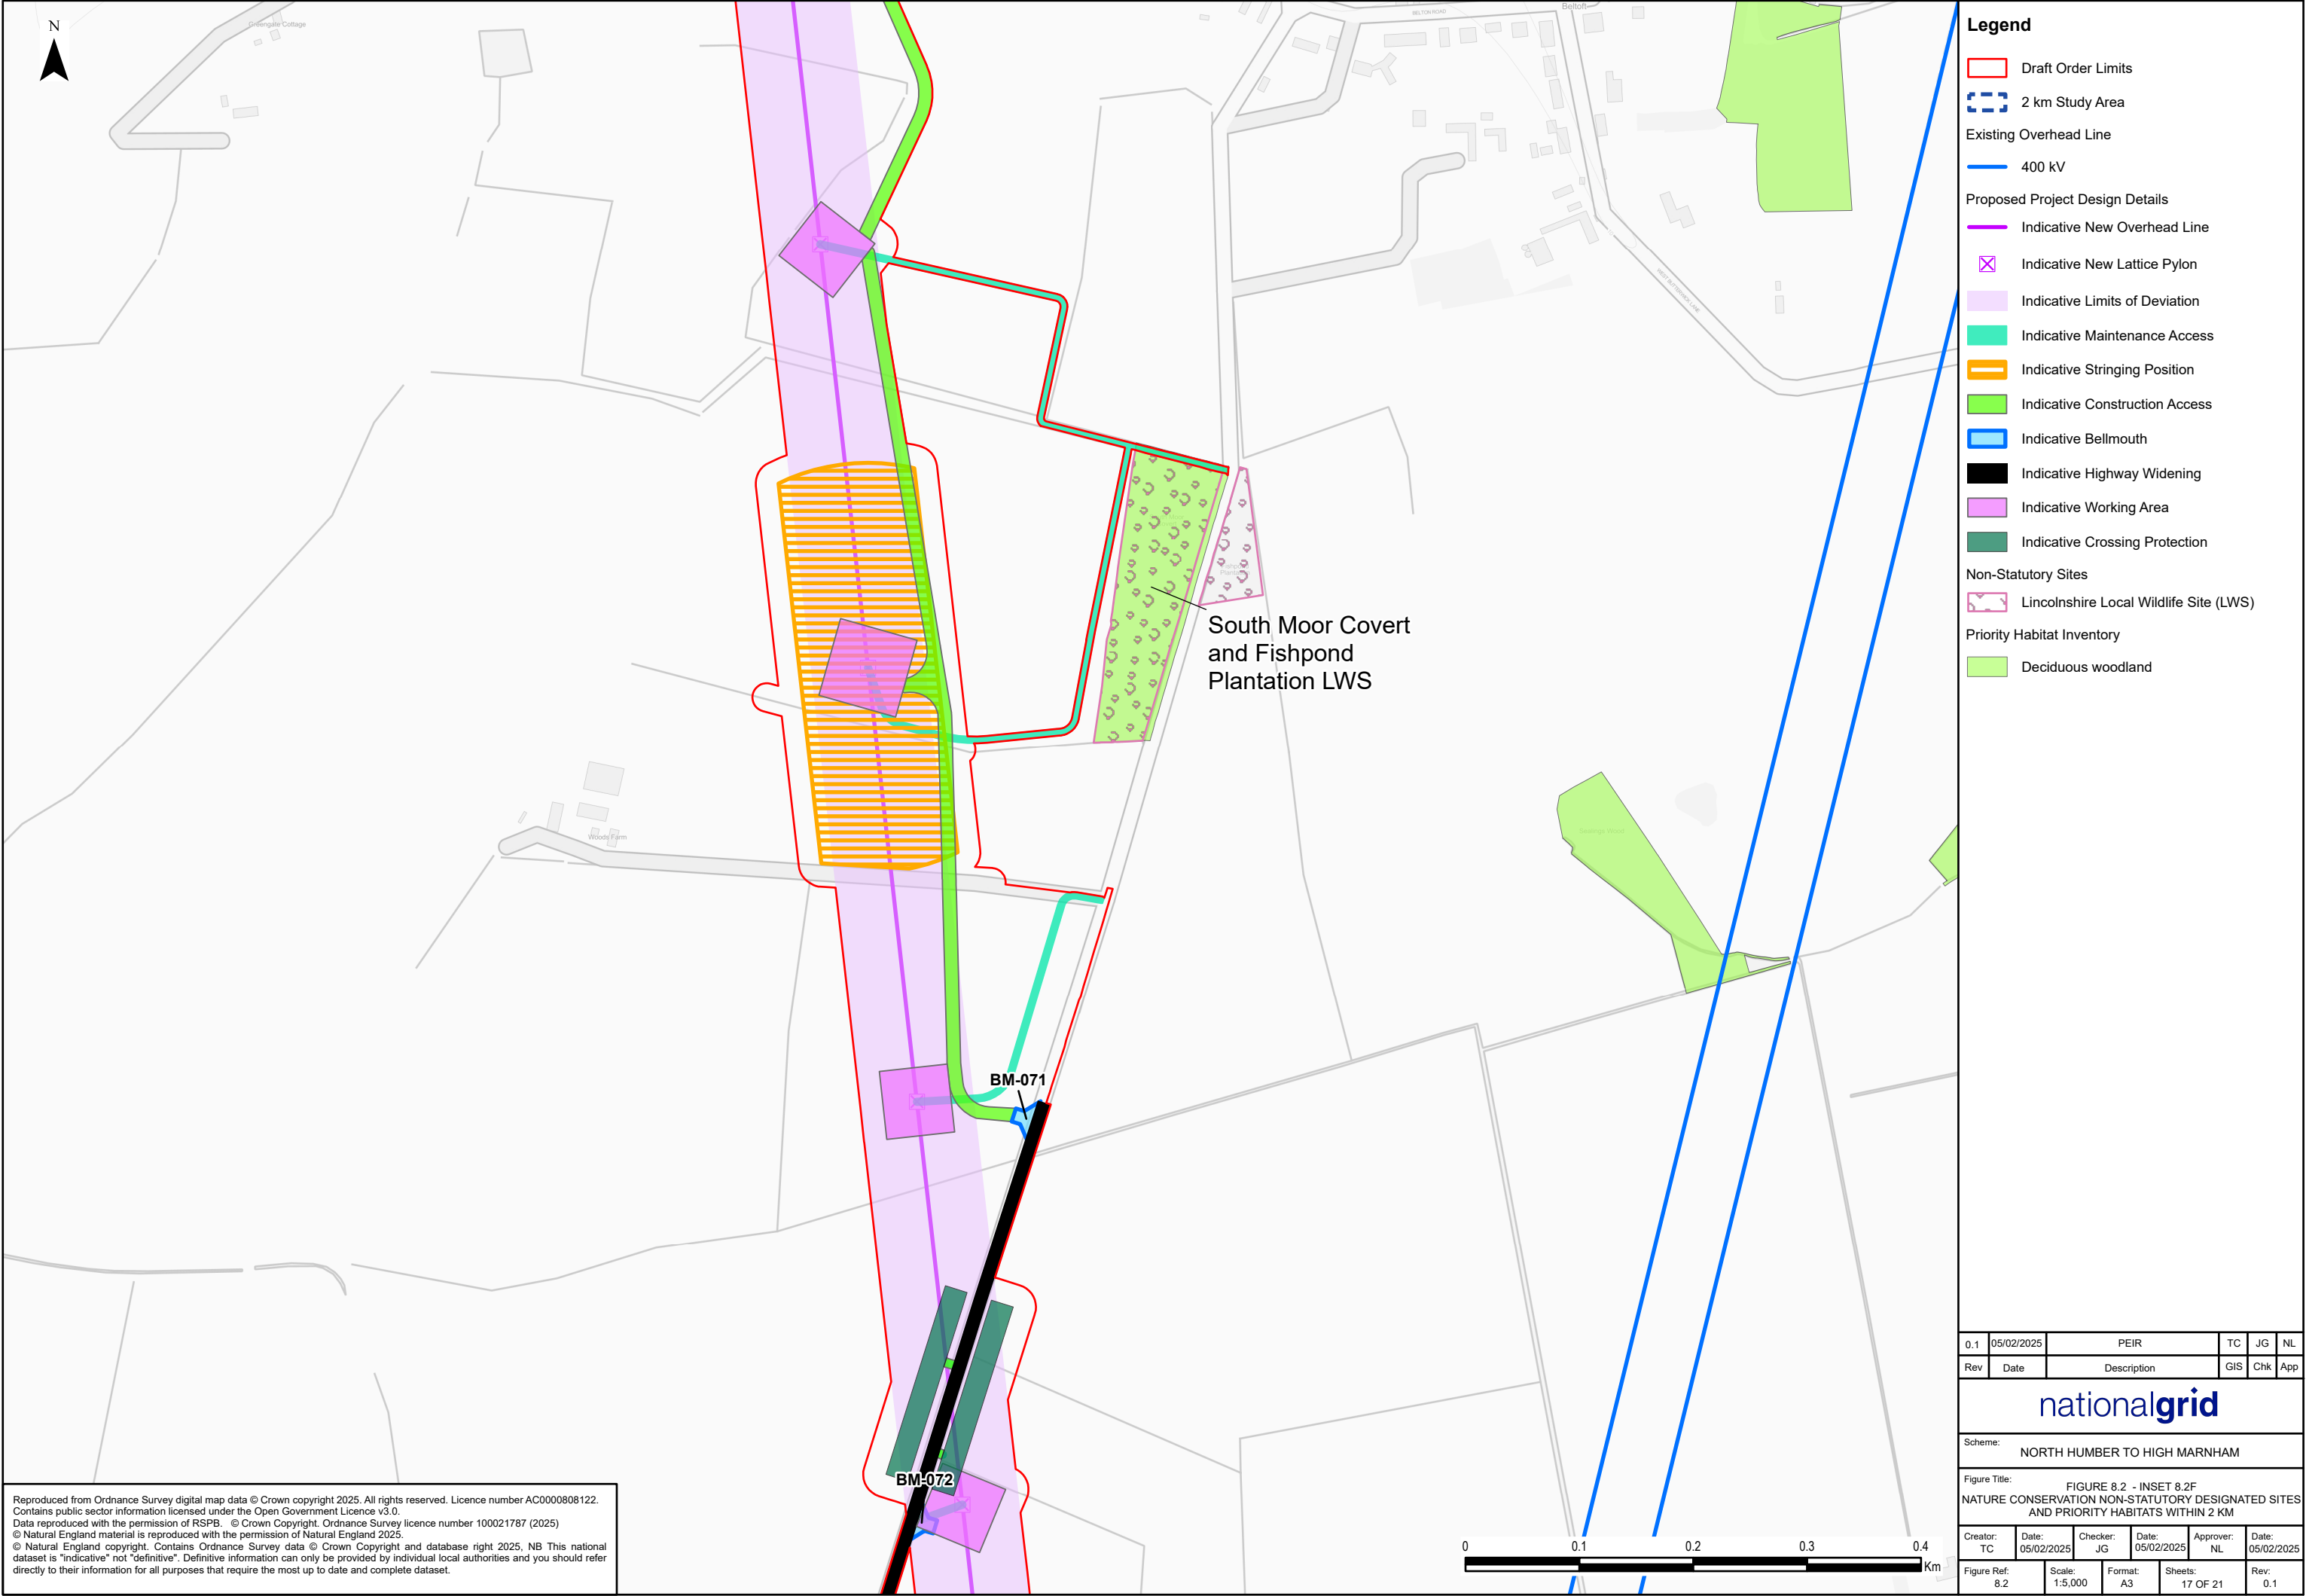 N
Greengate Cottage
BELTON ROAD
Beltoft
WEST BUTTERWICK LANE
Fishpond
Plantation
South Moor Covert
and Fishpond
Plantation LWS
Woods Farm
BM-071
BM-072
0 0.1 0.2 0.3 0.4
Km
Reproduced from Ordnance Survey digital map data © Crown copyright 2025. All rights reserved. Licence number AC0000808122.
Contains public sector information licensed under the Open Government Licence v3.0.
Data reproduced with the permission of RSPB. © Crown Copyright. Ordnance Survey licence number 100021787 (2025)
© Natural England material is reproduced with the permission of Natural England 2025.
© Natural England copyright. Contains Ordnance Survey data © Crown Copyright and database right 2025, NB This national
dataset is "indicative" not "definitive". Definitive information can only be provided by individual local authorities and you should refer
directly to their information for all purposes that require the most up to date and complete dataset.
Legend
Draft Order Limits
2 km Study Area
Existing Overhead Line
400 kV
Proposed Project Design Details
Indicative New Overhead Line
Indicative New Lattice Pylon
Indicative Limits of Deviation
Indicative Maintenance Access
Indicative Stringing Position
Indicative Construction Access
Indicative Bellmouth
Indicative Highway Widening
Indicative Working Area
Indicative Crossing Protection
Non-Statutory Sites
Lincolnshire Local Wildlife Site (LWS)
Priority Habitat Inventory
Deciduous woodland
0.1 05/02/2025 PEIR TC JG NL
Rev Date Description GIS Chk App
nationalgrid
Scheme:
NORTH HUMBER TO HIGH MARNHAM
Figure Title:
FIGURE 8.2 - INSET 8.2F
NATURE CONSERVATION NON-STATUTORY DESIGNATED SITES
AND PRIORITY HABITATS WITHIN 2 KM
Creator: Date: Checker: Date: Approver: Date:
TC 05/02/2025 JG 05/02/2025 NL 05/02/2025
Figure Ref: Scale: Format: Sheets: Rev:
8.2 1:5,000 A3 17 OF 21 0.1